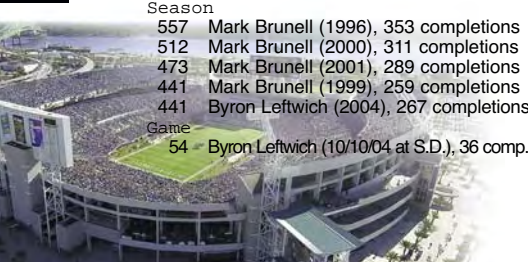 Season
557 Mark Brunell (1996), 353 completions
512 Mark Brunell (2000), 311 completions
473 Mark Brunell (2001), 289 completions
441 Mark Brunell (1999), 259 completions
441 Byron Leftwich (2004), 267 completions
Game
54 Byron Leftwich (10/10/04 at S.D.), 36 comp.